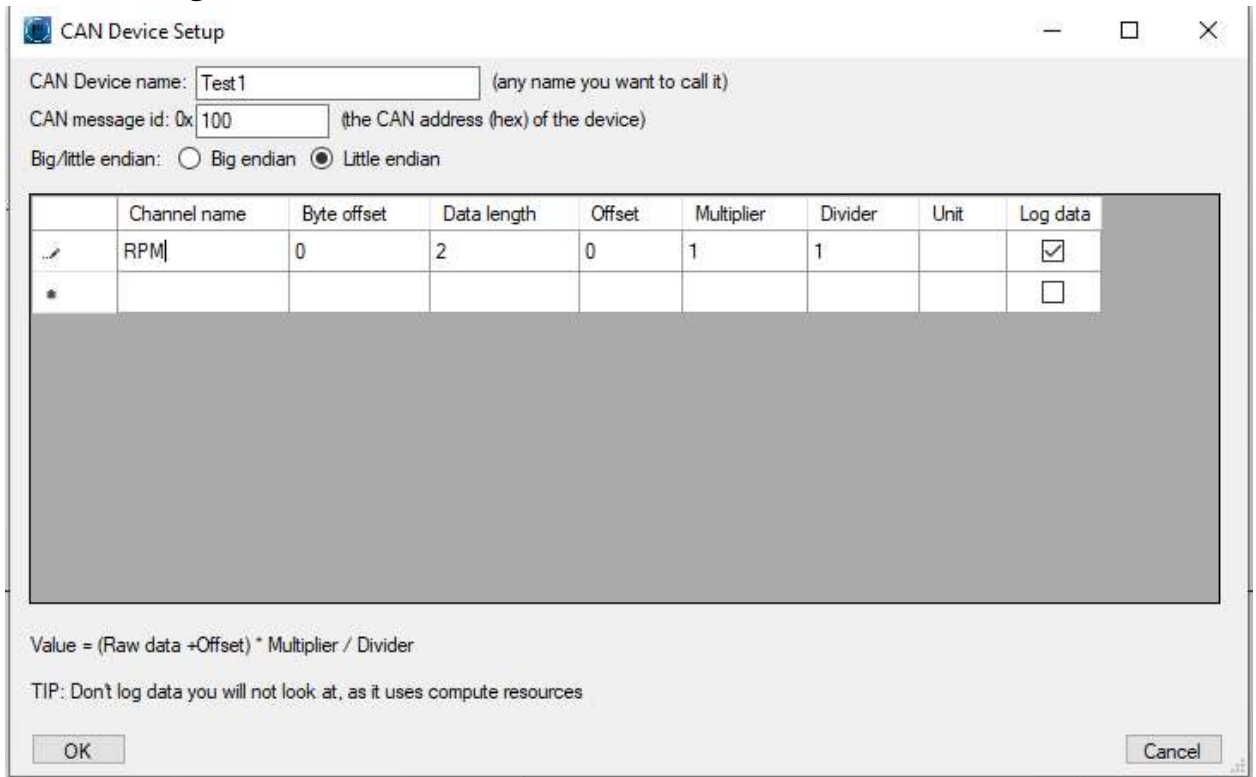 CAN Device Setup
CAN Device name: Test1 (any name you want to call it)
CAN message id: 0x 100 (the CAN address (hex) of the device)
Big/little endian: Big endian Little endian
Channel name Byte offset Data length Offset Multiplier Divider Unit Log data
RPM 0 2 0 1 1
Value = (Raw data +Offset) * Multiplier / Divider
TIP: Don't log data you will not look at, as it uses compute resources
OK Cancel